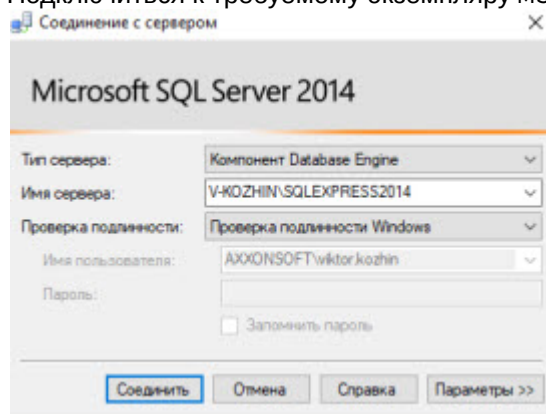 Подключиться к требуемому экземпляру
Соединение с сервером
Microsoft SQL Server 2014
Тип сервера: Компонент Database Engine
Имя сервера: V-KOZHIN\SQLEXPRESS2014
Проверка подлинности: Проверка подлинности Windows
Имя пользователя: AXXONSOFT\viktor.kozhin
Пароль:
Запомнить пароль
Соединить Отмена Справка Параметры >>